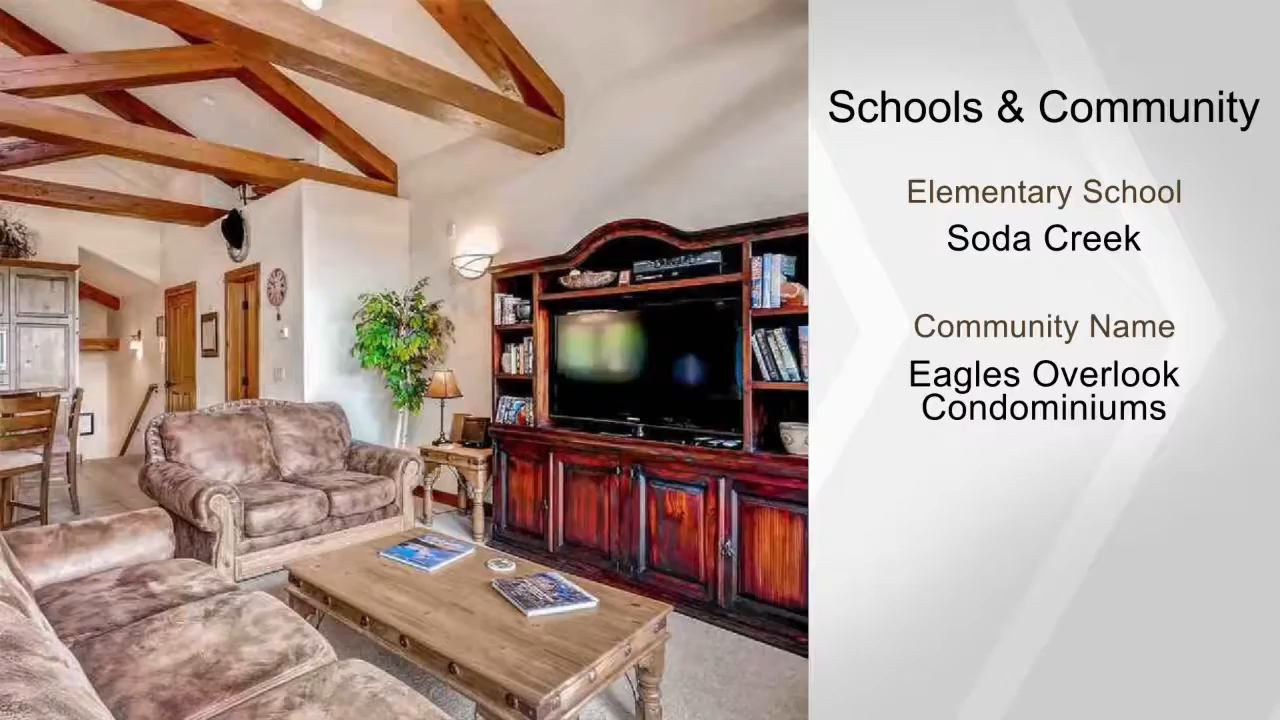 Schools & Community
Elementary School
Soda Creek
Community Name
Eagles Overlook
Condominiums